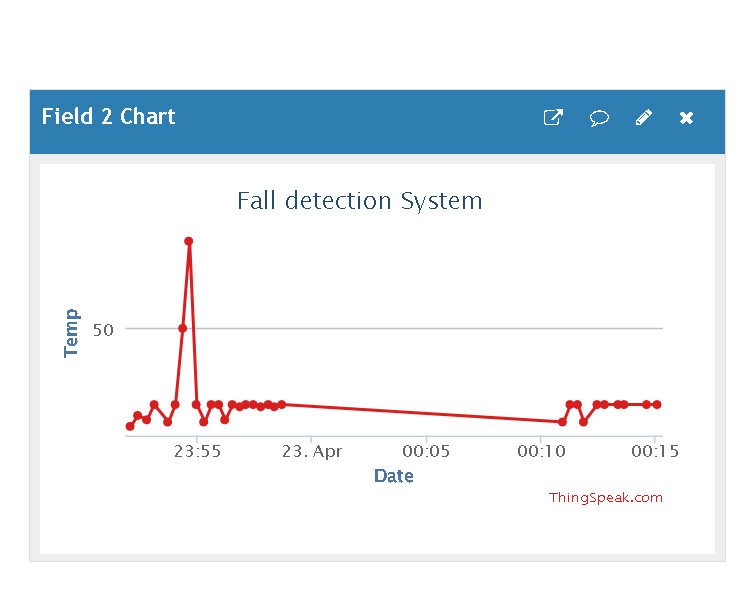 Field 2 Chart
Fall detection System
Temp
50
23:55 23. Apr 00:05 00:10 00:15
Date
ThingSpeak.com